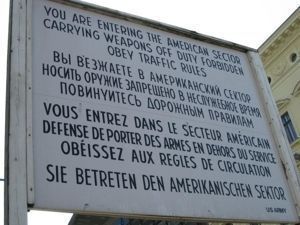 YOU ARE ENTERING THE AMERICAN SECTOR
CARRYING WEAPONS OFF DUTY FORBIDDEN
OBEY TRAFFIC RULES
ВЫ ВЪЕЗЖАЕТЕ В АМЕРИКАНСКИЙ СЕКТОР
НОСИТЬ ОРУЖИЕ ЗАПРЕЩЕНО В НЕСЛУЖЕБНОЕ ВРЕМЯ
ПОВИНУЙТЕСЬ ДОРОЖНЫМ ПРАВИЛАМ
VOUS ENTREZ DANS LE SECTEUR AMÉRICAIN
DEFENSE DE PORTER DES ARMES EN DEHORS DU SERVICE
OBÉISSEZ AUX REGLES DE CIRCULATION
SIE BETRETEN DEN AMERIKANISCHEN SEKTOR
US ARMY